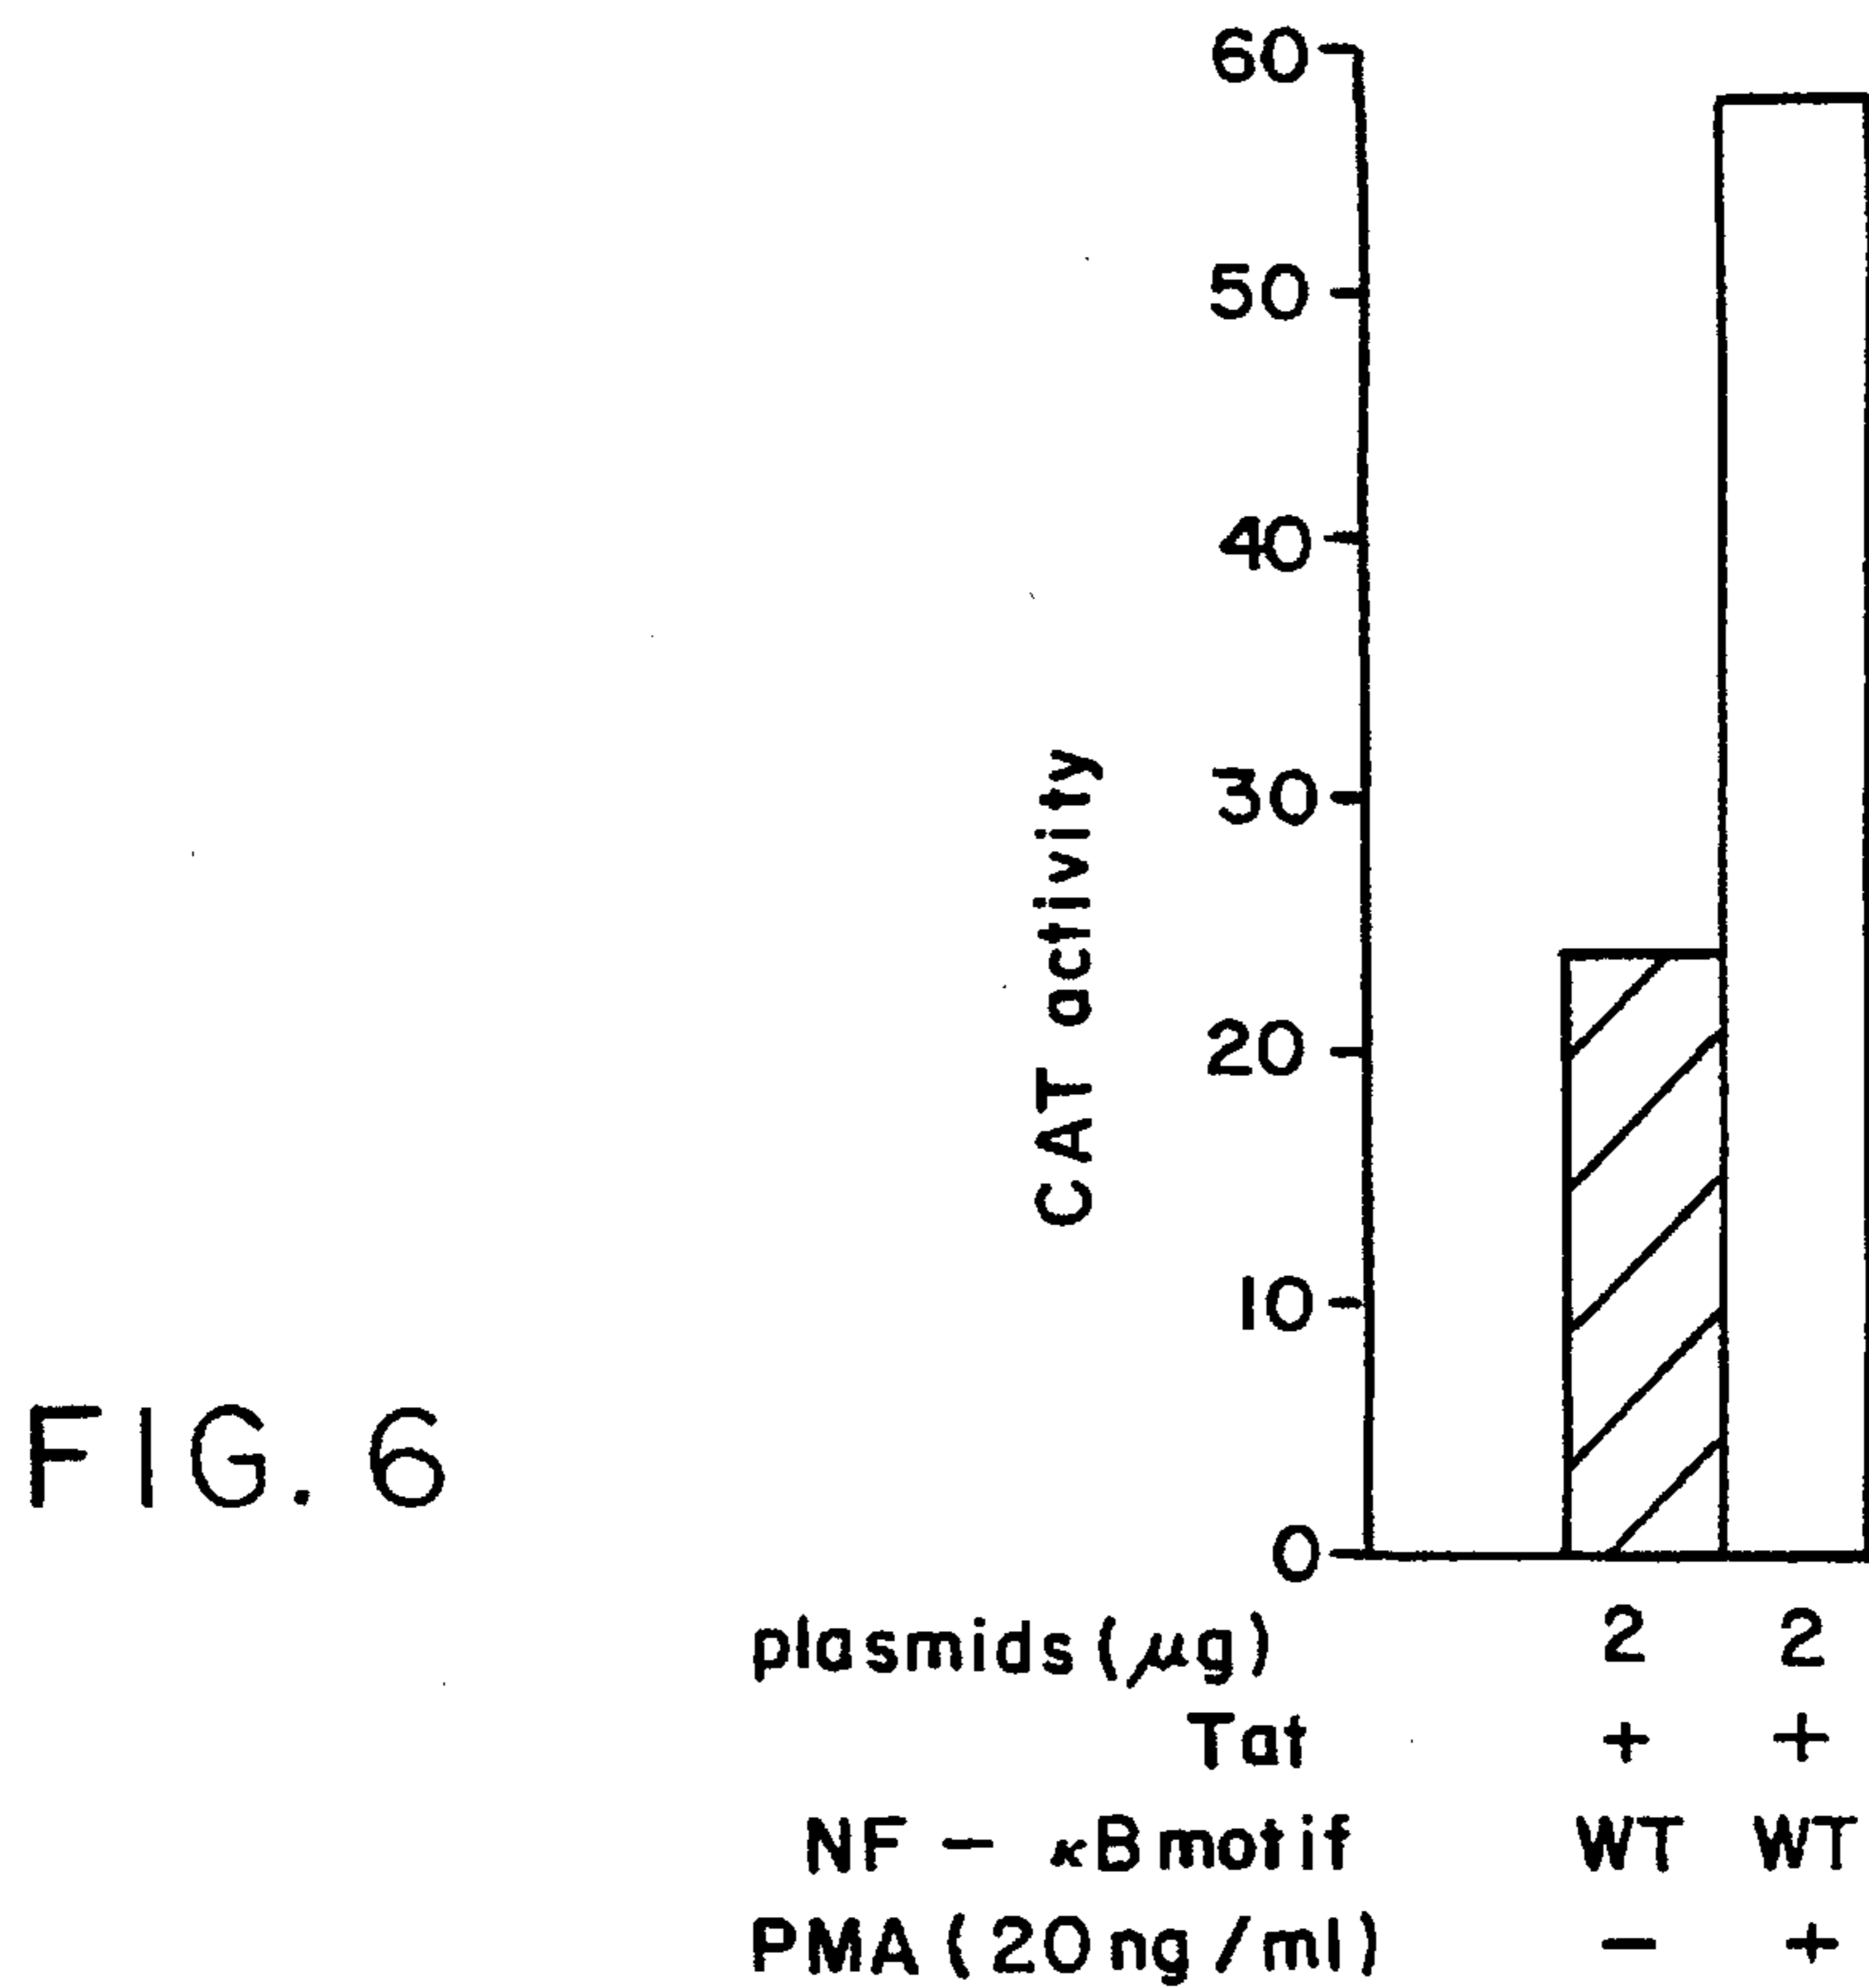 60
50
40
30
20
10
0
CAT activity
FIG. 6
plasmids (μg) 2 2
Tat + +
NF - κB motif WT WT
PMA (20 ng/ml) - +